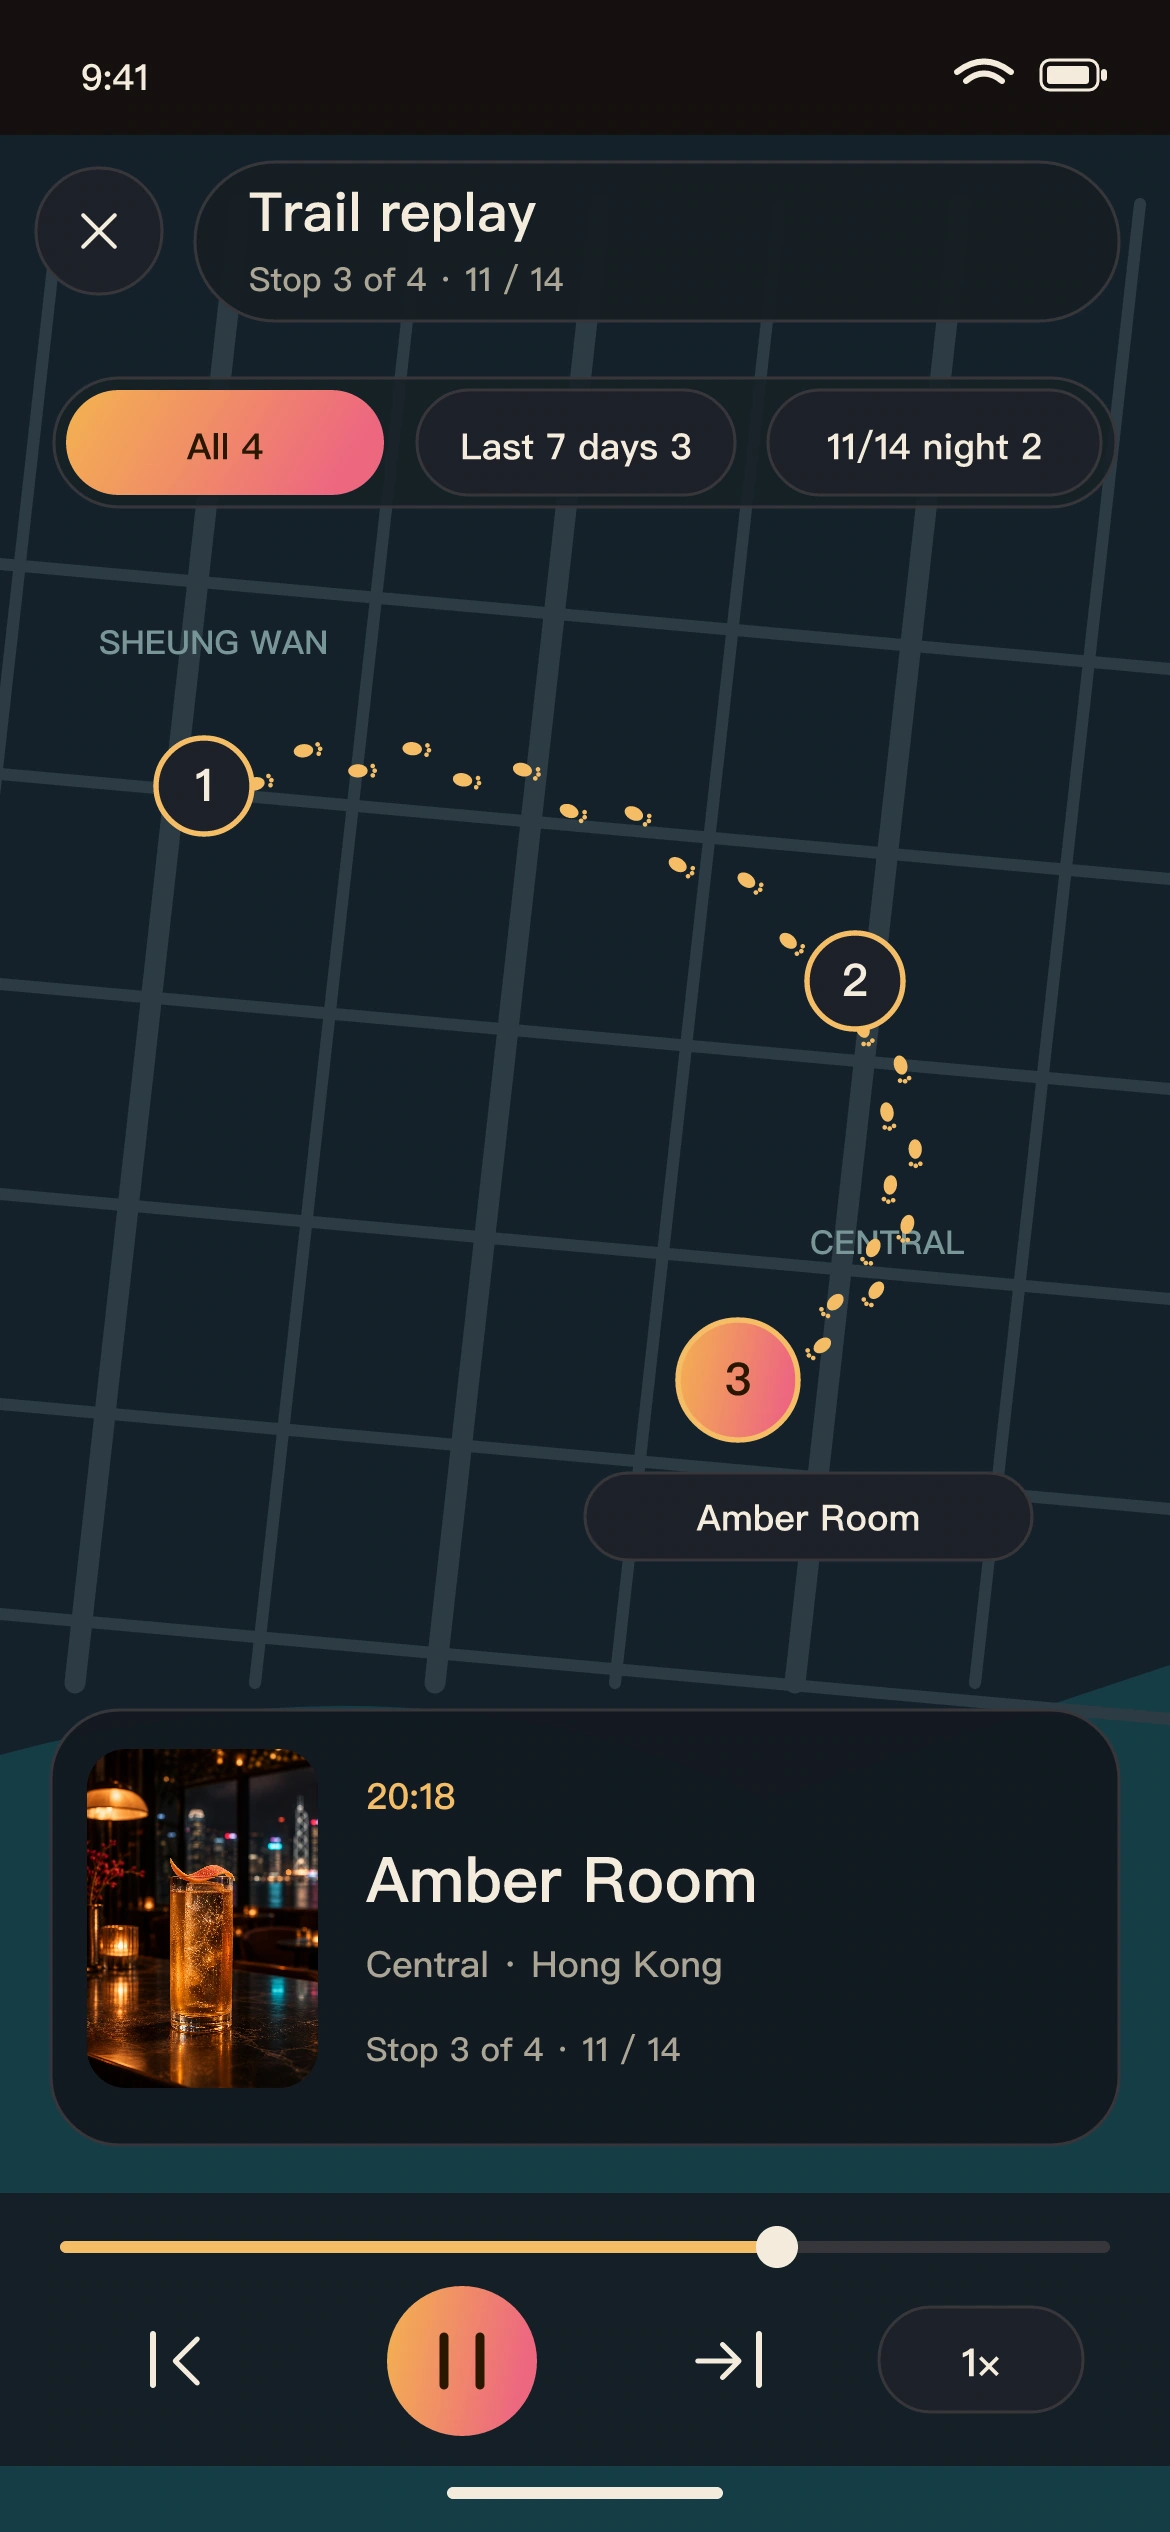 9:41
Trail replay
Stop 3 of 4 · 11 / 14
All 4
Last 7 days 3
11/14 night 2
SHEUNG WAN
1
2
CENTRAL
3
Amber Room
20:18
Amber Room
Central · Hong Kong
Stop 3 of 4 · 11 / 14
1×